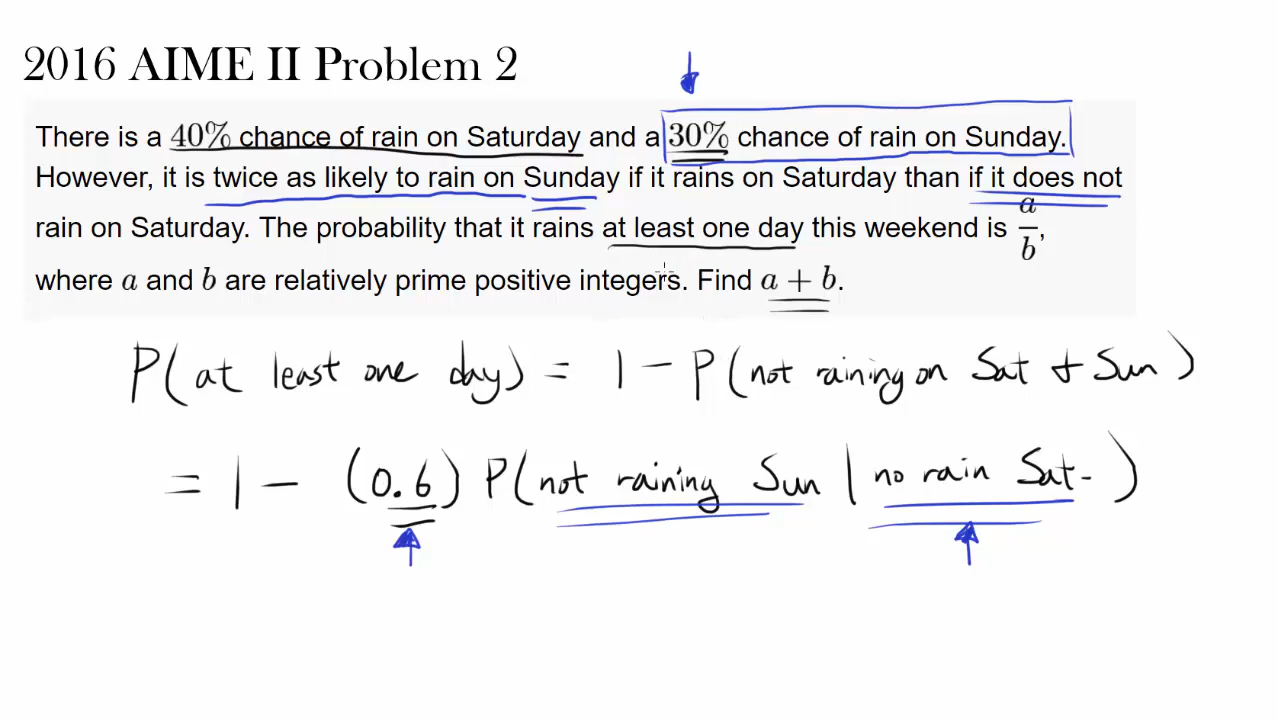 2016 AIME II Problem 2
There is a 40% chance of rain on Saturday and a 30% chance of rain on Sunday.
However, it is twice as likely to rain on Sunday if it rains on Saturday than if it does not
rain on Saturday. The probability that it rains at least one day this weekend is a/b,
where a and b are relatively prime positive integers. Find a + b.
P(at least one day) = 1 - P(not raining on Sat & Sun)
= 1 - (0.6) P(not raining Sun | no rain Sat.)